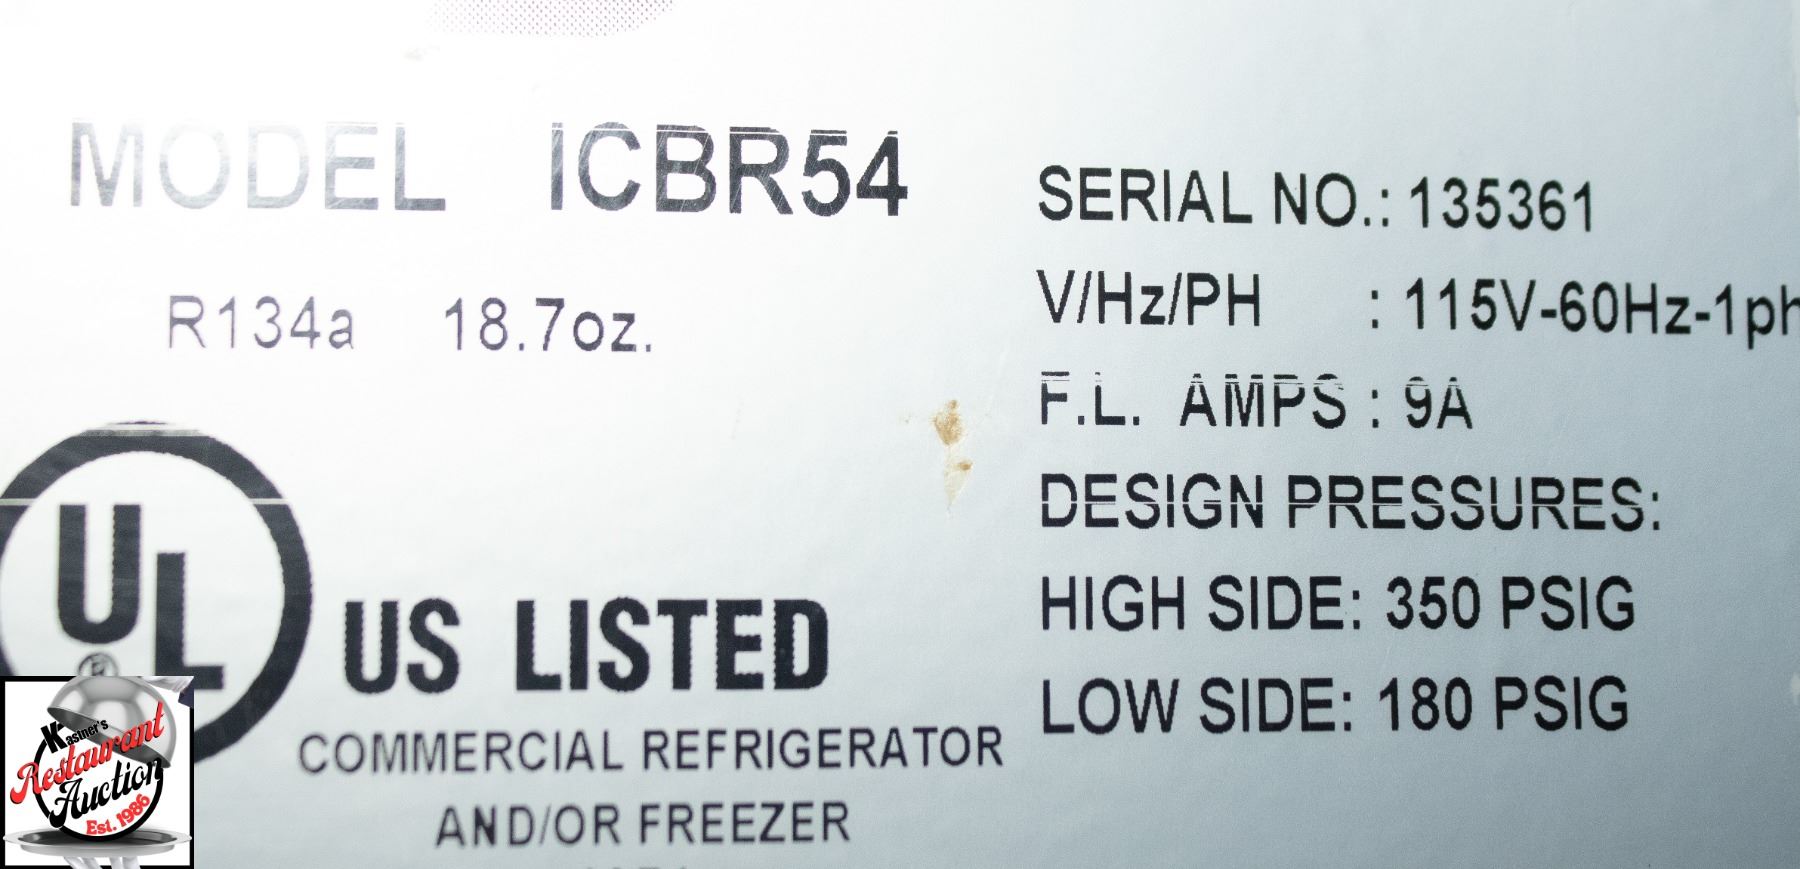 MODEL ICBR54
R134a 18.7oz.
UL
®
US LISTED
COMMERCIAL REFRIGERATOR
AND/OR FREEZER
SERIAL NO.: 135361
V/Hz/PH : 115V-60Hz-1ph
F.L. AMPS : 9A
DESIGN PRESSURES:
HIGH SIDE: 350 PSIG
LOW SIDE: 180 PSIG
Kastner's
Restaurant
Auction
Est. 1986